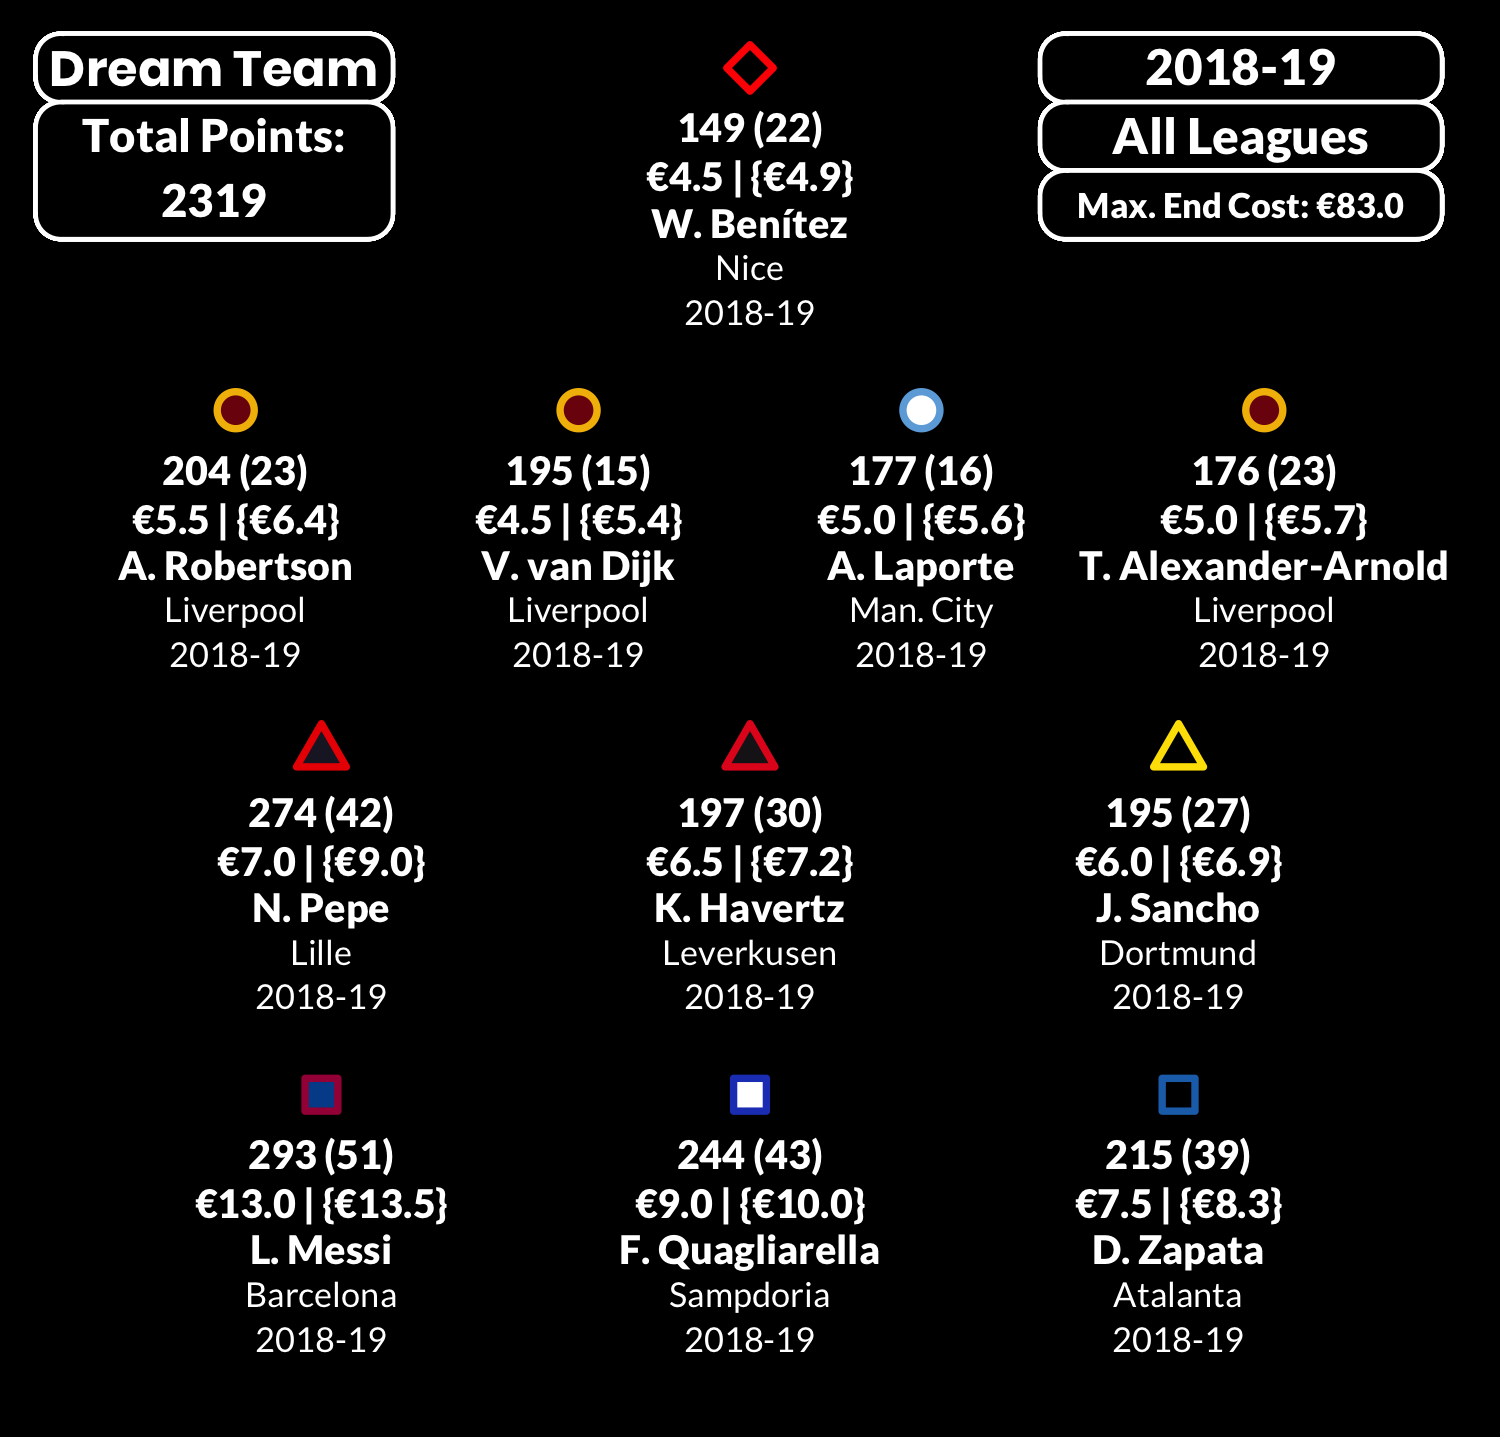 Dream Team
Total Points:
2319
2018-19
All Leagues
Max. End Cost: €83.0
149 (22)
€4.5 | {€4.9}
W. Benítez
Nice
2018-19
204 (23)
€5.5 | {€6.4}
A. Robertson
Liverpool
2018-19
195 (15)
€4.5 | {€5.4}
V. van Dijk
Liverpool
2018-19
177 (16)
€5.0 | {€5.6}
A. Laporte
Man. City
2018-19
176 (23)
€5.0 | {€5.7}
T. Alexander-Arnold
Liverpool
2018-19
274 (42)
€7.0 | {€9.0}
N. Pepe
Lille
2018-19
197 (30)
€6.5 | {€7.2}
K. Havertz
Leverkusen
2018-19
195 (27)
€6.0 | {€6.9}
J. Sancho
Dortmund
2018-19
293 (51)
€13.0 | {€13.5}
L. Messi
Barcelona
2018-19
244 (43)
€9.0 | {€10.0}
F. Quagliarella
Sampdoria
2018-19
215 (39)
€7.5 | {€8.3}
D. Zapata
Atalanta
2018-19